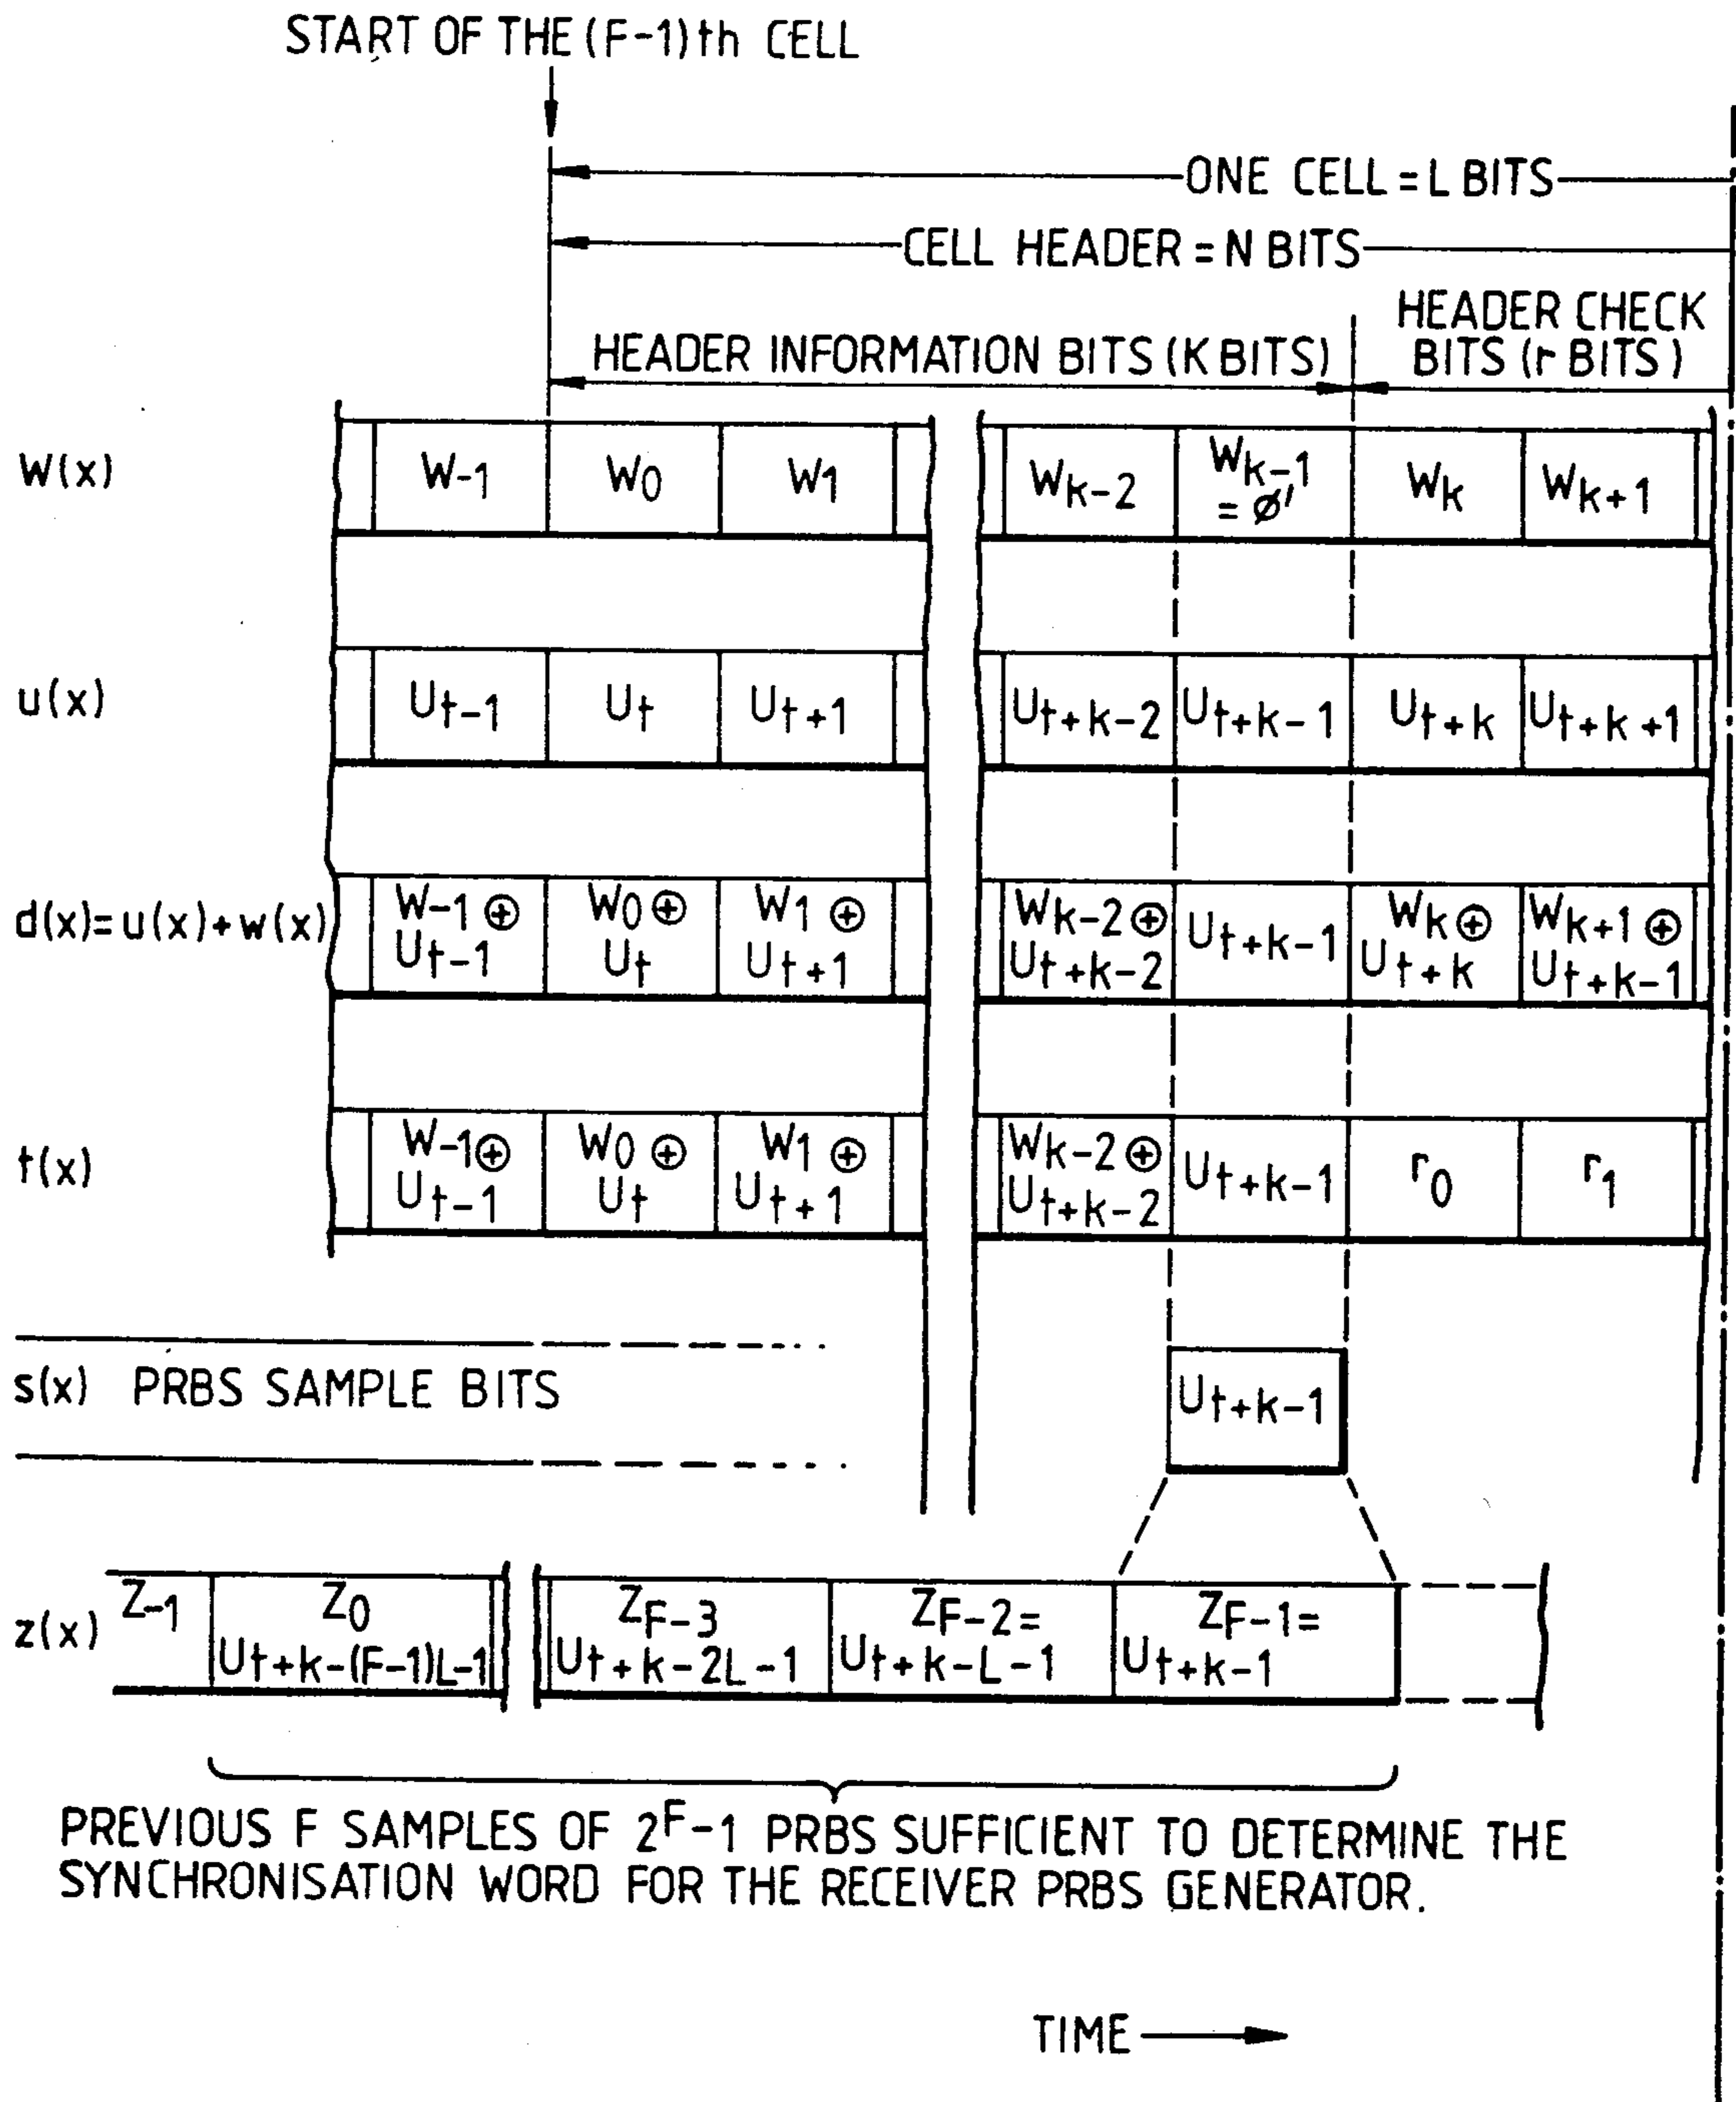 START OF THE (F-1)th CELL
ONE CELL = L BITS
CELL HEADER = N BITS
HEADER INFORMATION BITS (K BITS)
HEADER CHECK
BITS (r BITS)
W(x) W-1 W0 W1 Wk-2 Wk-1 = Ø' Wk Wk+1
u(x) Ut-1 Ut Ut+1 Ut+k-2 Ut+k-1 Ut+k Ut+k+1
d(x)=u(x)+w(x) W-1 ⊕ Ut-1 W0 ⊕ Ut W1 ⊕ Ut+1 Wk-2 ⊕ Ut+k-2 Ut+k-1 Wk ⊕ Ut+k Wk+1 ⊕ Ut+k-1
t(x) W-1 ⊕ Ut-1 W0 ⊕ Ut W1 ⊕ Ut+1 Wk-2 ⊕ Ut+k-2 Ut+k-1 r0 r1
s(x) PRBS SAMPLE BITS Ut+k-1
z(x) Z-1 Z0 Ut+k-(F-1)L-1 ZF-3 Ut+k-2L-1 ZF-2= Ut+k-L-1 ZF-1= Ut+k-1
PREVIOUS F SAMPLES OF 2^F-1 PRBS SUFFICIENT TO DETERMINE THE
SYNCHRONISATION WORD FOR THE RECEIVER PRBS GENERATOR.
TIME